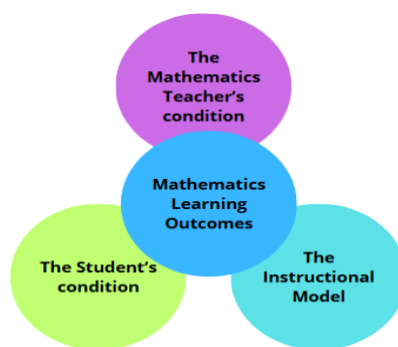 The
Mathematics
Teacher's
condition
Mathematics
Learning
Outcomes
The Student's
condition
The
Instructional
Model